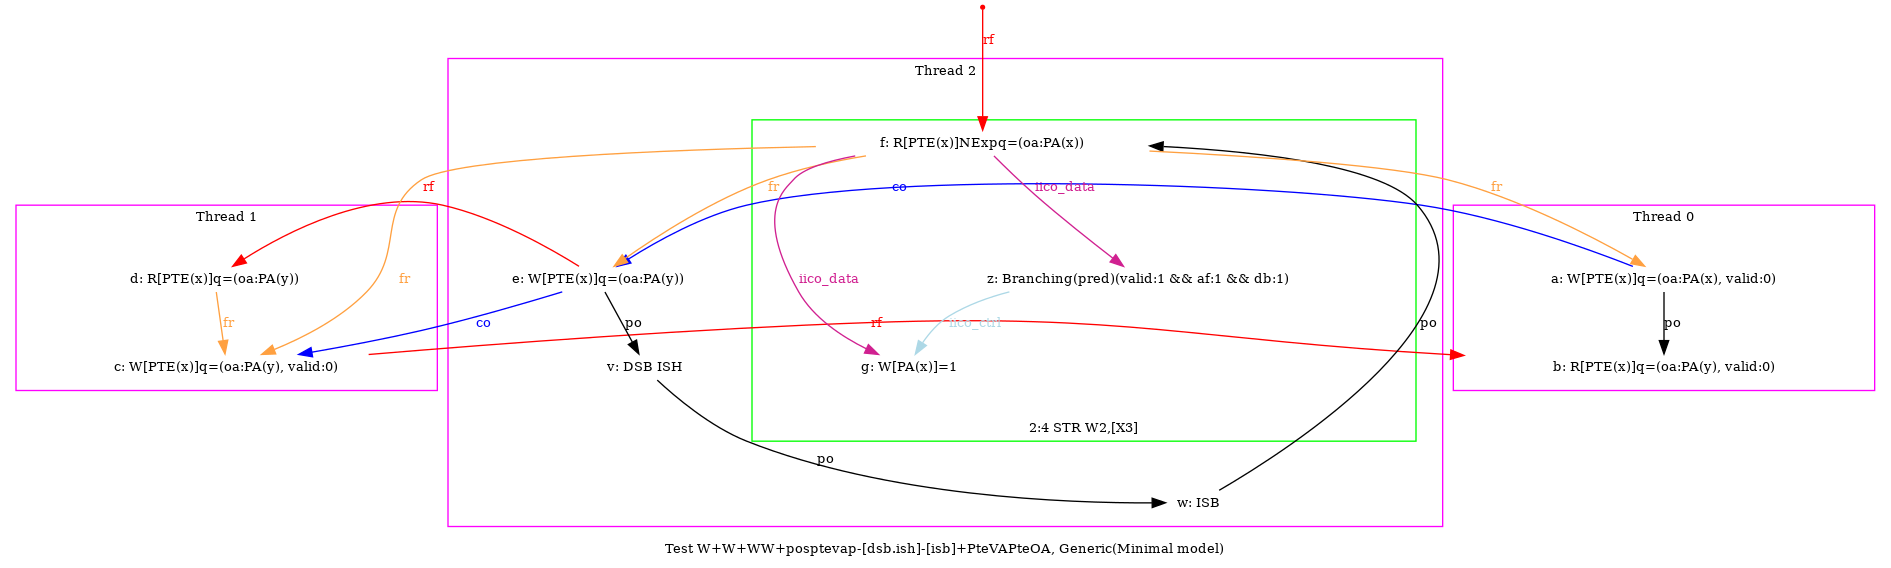 rf
Thread 2
f: R[PTE(x)]NExpq=(oa:PA(x))
rf
fr
co
iico_data
fr
Thread 1
Thread 0
d: R[PTE(x)]q=(oa:PA(y))
fr
e: W[PTE(x)]q=(oa:PA(y))
iico_data
z: Branching(pred)(valid:1 && af:1 && db:1)
a: W[PTE(x)]q=(oa:PA(x), valid:0)
fr
co
po
rf
iico_ctrl
po
po
c: W[PTE(x)]q=(oa:PA(y), valid:0)
v: DSB ISH
g: W[PA(x)]=1
b: R[PTE(x)]q=(oa:PA(y), valid:0)
2:4 STR W2,[X3]
po
w: ISB
Test W+W+WW+posptevap-[dsb.ish]-[isb]+PteVAPteOA, Generic(Minimal model)